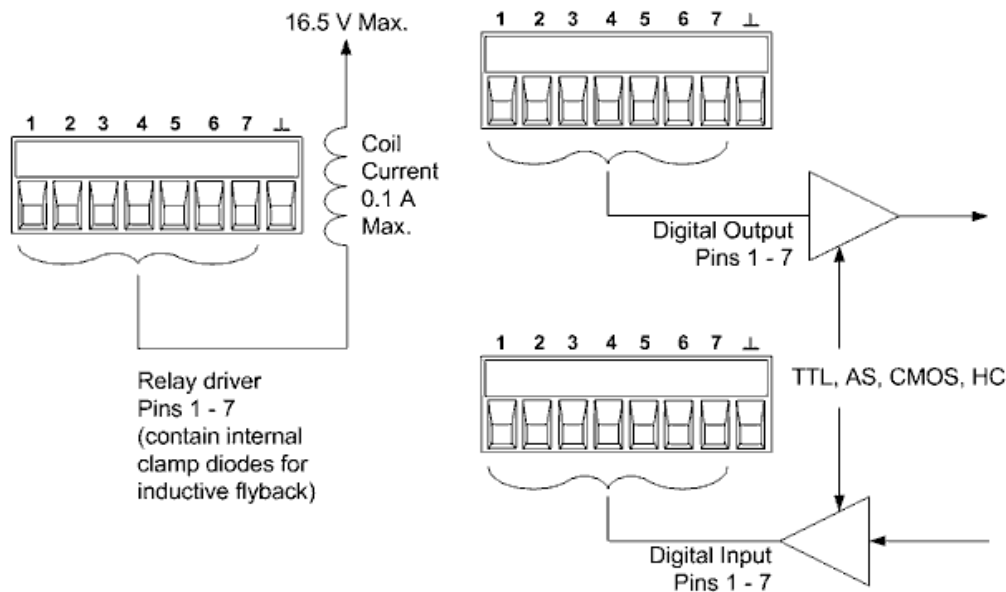 16.5 V Max.
1 2 3 4 5 6 7 ⊥
Coil
Current
0.1 A
Max.
Relay driver
Pins 1 - 7
(contain internal
clamp diodes for
inductive flyback)
1 2 3 4 5 6 7 ⊥
Digital Output
Pins 1 - 7
TTL, AS, CMOS, HC
1 2 3 4 5 6 7 ⊥
Digital Input
Pins 1 - 7